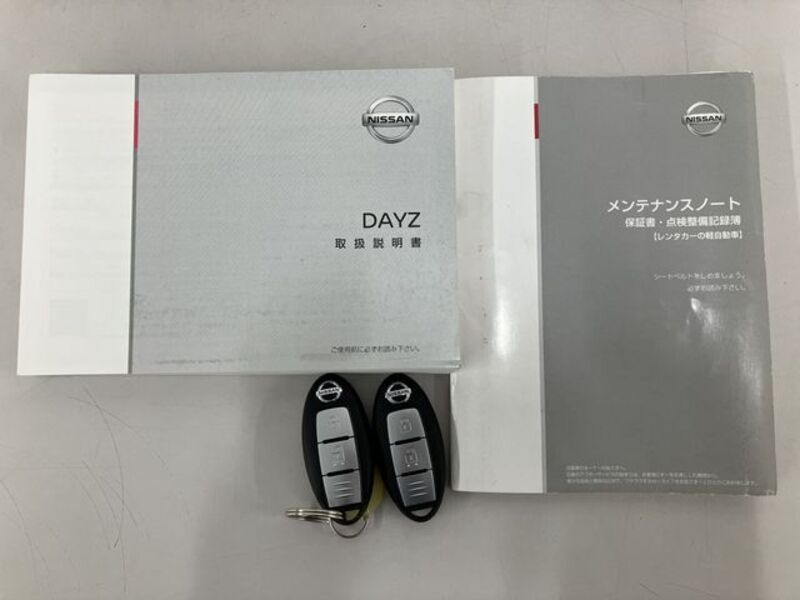 NISSAN
DAYZ
取扱説明書
ご使用前に必ずお読み下さい。
NISSAN
メンテナンスノート
保証書・点検整備記録簿
【レンタカーの軽自動車】
シートベルトをしめましょう。
必ずお読み下さい。
NISSAN
NISSAN